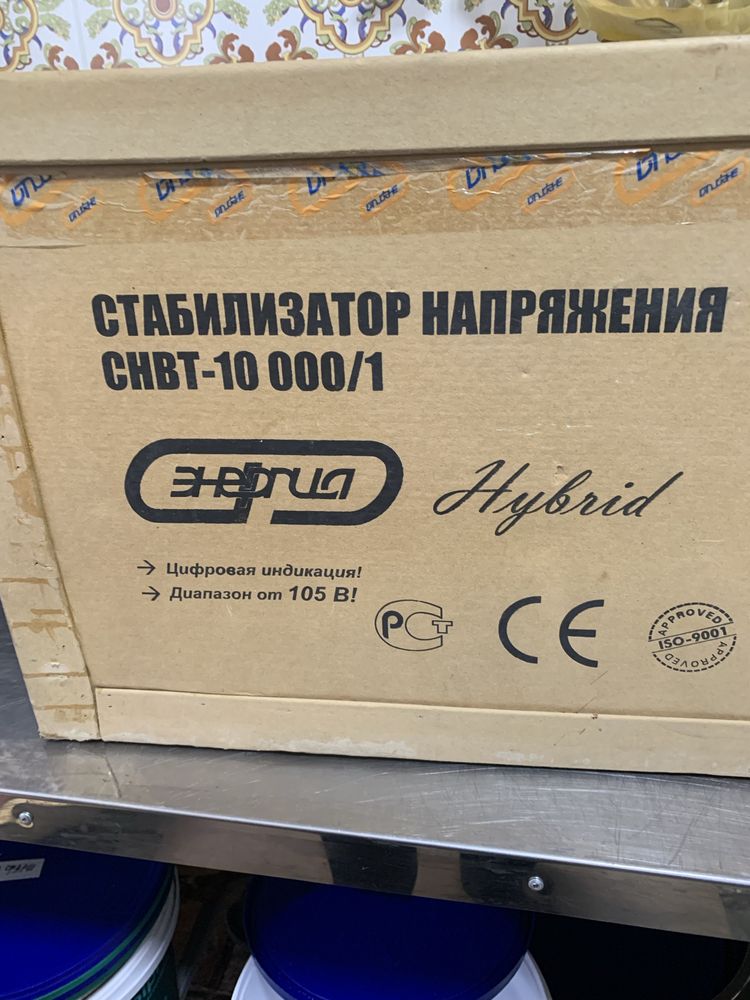 СТАБИЛИЗАТОР НАПРЯЖЕНИЯ
СНВТ-10 000/1
энергия
Hybrid
→ Цифровая индикация!
→ Диапазон от 105 В!
РСТ
CE
APPROVED
ISO-9001
APPROVED